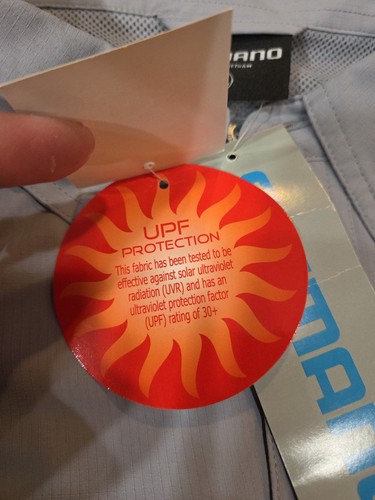 UPF
PROTECTION
This fabric has been tested to be
effective against solar ultraviolet
radiation (UVR) and has an
ultraviolet protection factor
(UPF) rating of 30+